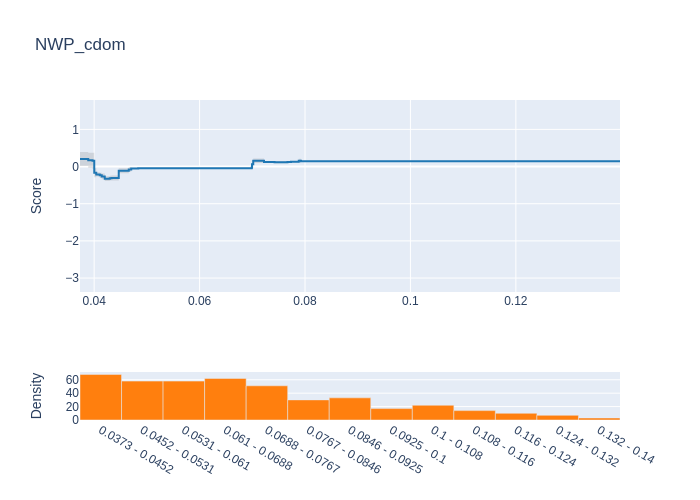 NWP_cdom
Score
1
0
−1
−2
−3
0.04
0.06
0.08
0.1
0.12
Density
60
40
20
0
0.0373 - 0.0452
0.0452 - 0.0531
0.0531 - 0.061
0.061 - 0.0688
0.0688 - 0.0767
0.0767 - 0.0846
0.0846 - 0.0925
0.0925 - 0.1
0.1 - 0.108
0.108 - 0.116
0.116 - 0.124
0.124 - 0.132
0.132 - 0.14